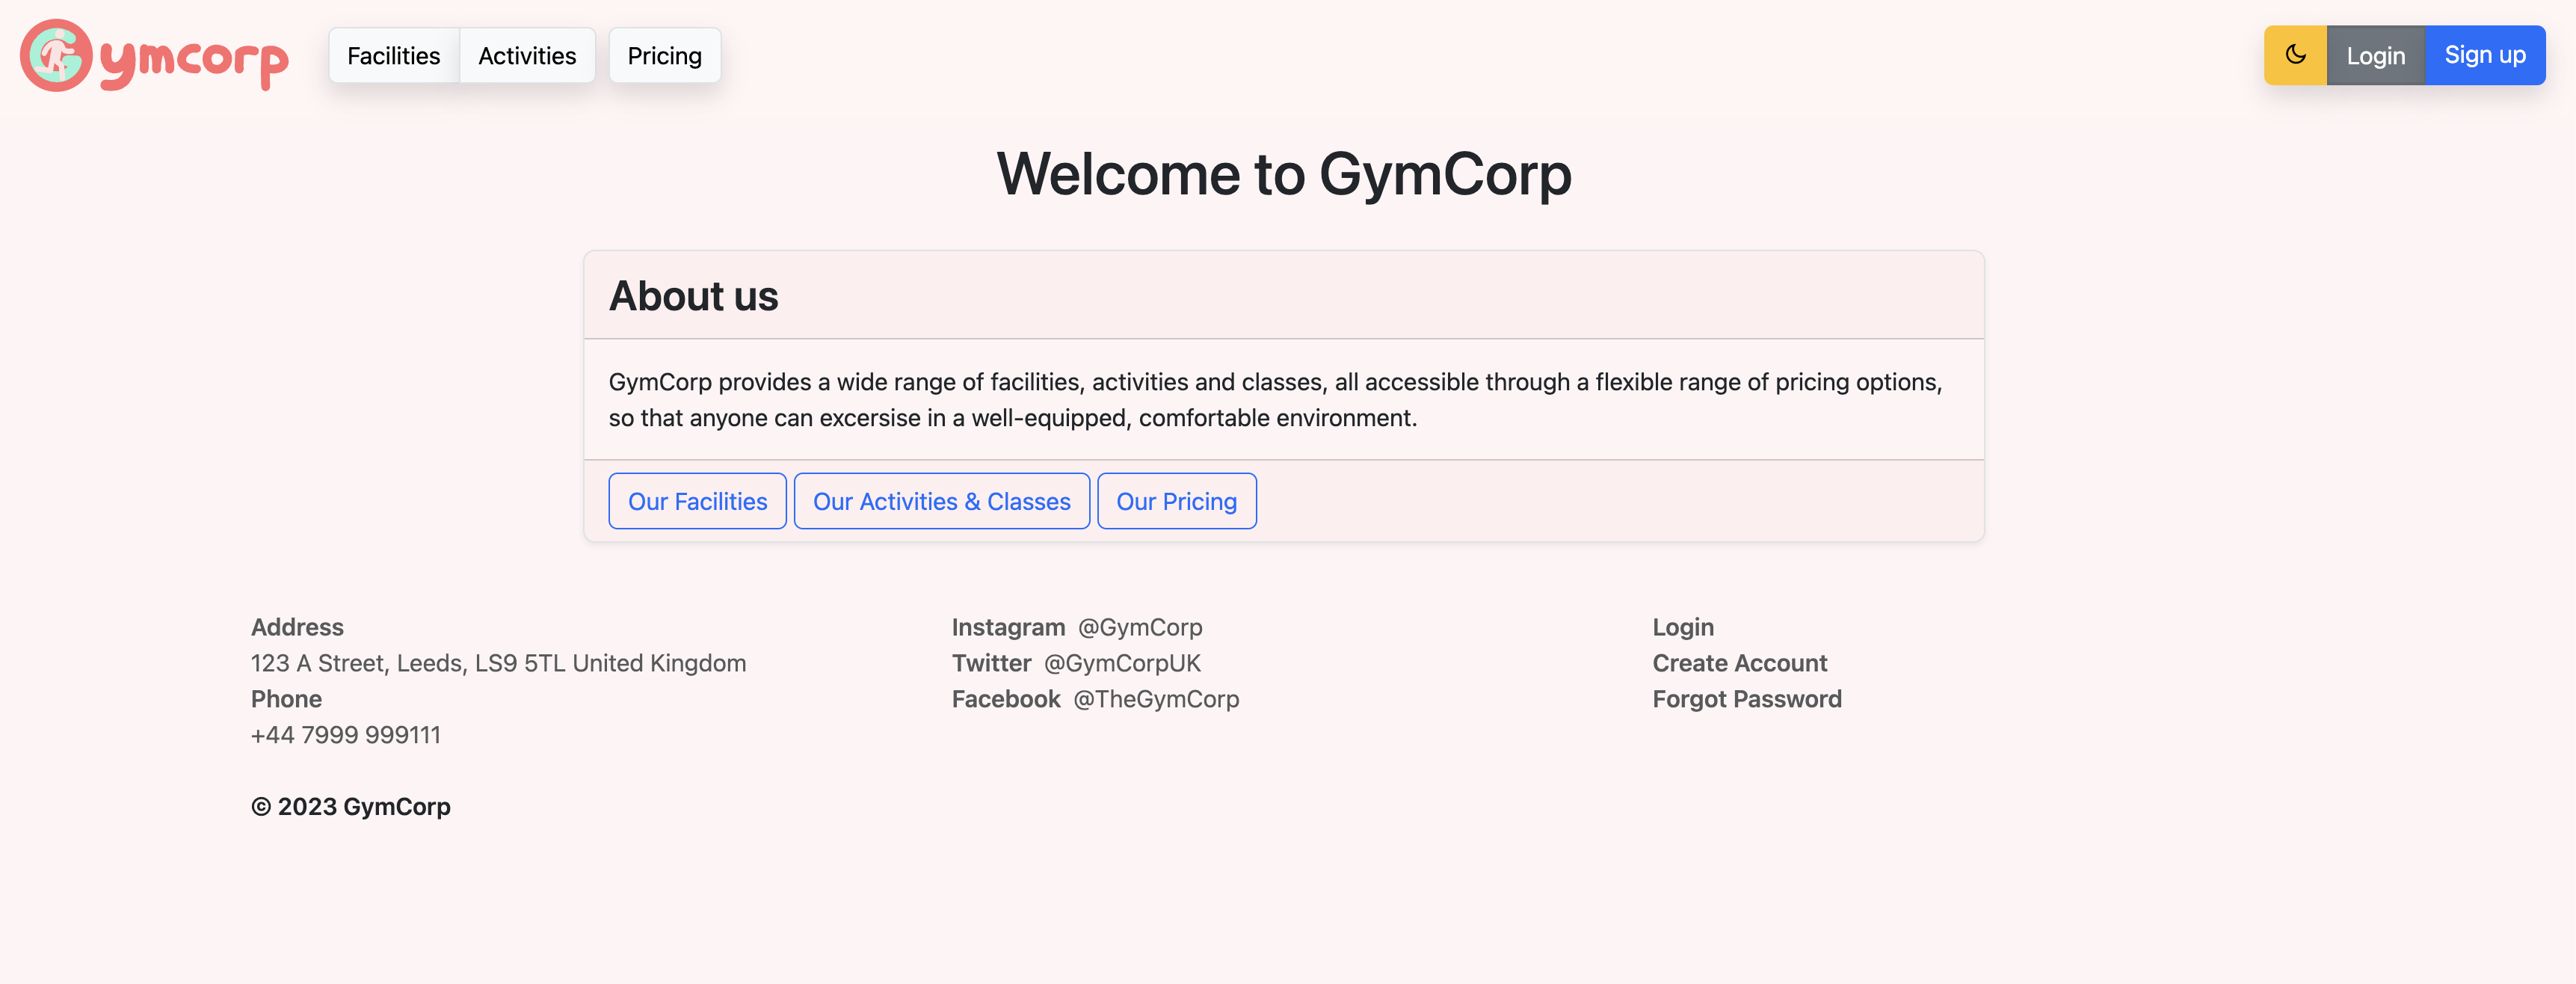 Gymcorp
Facilities Activities Pricing
Login Sign up
Welcome to GymCorp
About us
GymCorp provides a wide range of facilities, activities and classes, all accessible through a flexible range of pricing options,
so that anyone can excersise in a well-equipped, comfortable environment.
Our Facilities Our Activities & Classes Our Pricing
Address
123 A Street, Leeds, LS9 5TL United Kingdom
Phone
+44 7999 999111
Instagram @GymCorp
Twitter @GymCorpUK
Facebook @TheGymCorp
Login
Create Account
Forgot Password
© 2023 GymCorp